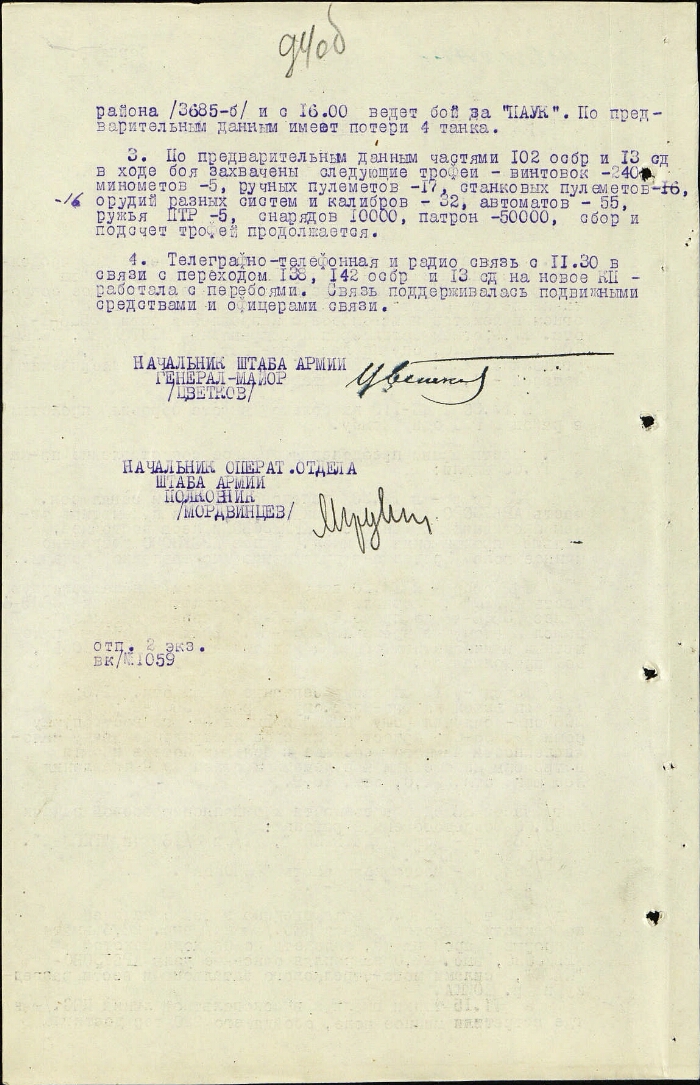 района /3685-б/ и с 16.00 ведет бой за "ПАУК". По пред-
варительным данным имеет потери 4 танка.
3. По предварительным данным частями 102 осбр и 13 сд
в ходе боя захвачены следующие трофеи - винтовок -240,
минометов -5, ручных пулеметов -17, станковых пулеметов-16,
-16
орудий разных систем и калибров - 32, автоматов - 55,
ружья ПТР -5, снарядов 10000, патрон -50000, сбор и
подсчет трофей продолжается.
4. Телеграфно-телефонная и радио связь с 11.30 в
связи с переходом 138, 142 осбр и 13 сд на новое КП -
работала с перебоями. Связь поддерживалась подвижными
средствами и офицерами связи.
НАЧАЛЬНИК ШТАБА АРМИИ
ГЕНЕРАЛ-МАЙОР
/ЦВЕТКОВ/
НАЧАЛЬНИК ОПЕРАТ.ОТДЕЛА
ШТАБА АРМИИ
ПОЛКОВНИК
/МОРДВИНЦЕВ/
отп. 2 экз.
вк/№1059